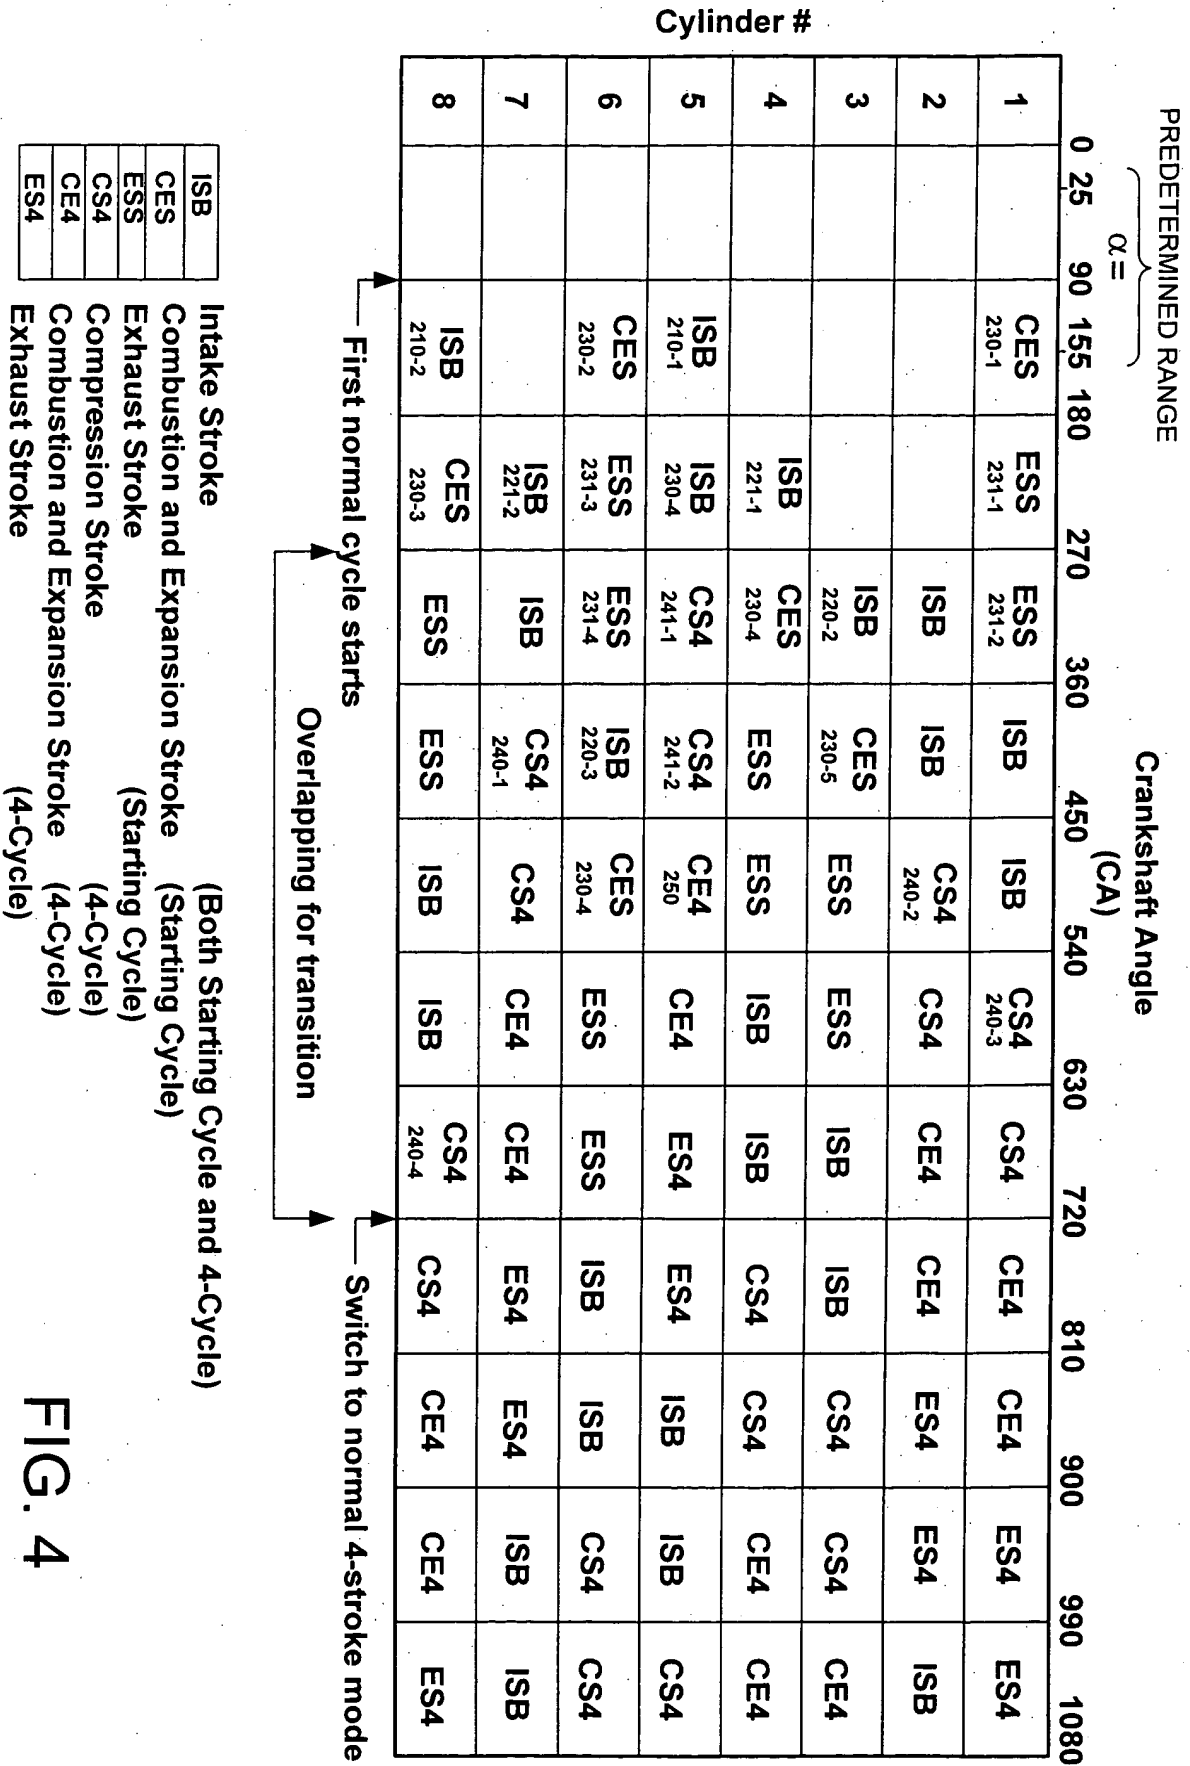 PREDETERMINED RANGE
α =
Crankshaft Angle
(CA)
0 25 90 155 180 270 360 450 540 630 720 810 900 990 1080
Cylinder #
1 CES 230-1 ESS 231-1 ESS 231-2 ISB ISB CS4 240-3 CS4 CE4 CE4 ES4 ES4
2 ISB ISB CS4 240-2 CS4 CE4 CE4 ES4 ES4 ISB
3 ISB 220-2 CES 230-5 ESS ESS ISB ISB CS4 CS4 CE4
4 ISB 221-1 CES 230-4 ESS ESS ISB ISB CS4 CS4 CE4 CE4
5 ISB 210-1 ISB 230-4 CS4 241-1 CS4 241-2 CE4 250 CE4 ES4 ES4 ISB ISB CS4
6 CES 230-2 ESS 231-3 ESS 231-4 ISB 220-3 CES 230-4 ESS ESS ISB ISB CS4 CS4
7 ISB 221-2 ISB CS4 240-1 CS4 CE4 CE4 ES4 ES4 ISB ISB
8 ISB 210-2 CES 230-3 ESS ESS ISB ISB CS4 240-4 CS4 CE4 CE4 ES4
First normal cycle starts
Switch to normal 4-stroke mode
Overlapping for transition
ISB Intake Stroke (Both Starting Cycle and 4-Cycle)
CES Combustion and Expansion Stroke (Starting Cycle)
ESS Exhaust Stroke (Starting Cycle)
CS4 Compression Stroke (4-Cycle)
CE4 Combustion and Expansion Stroke (4-Cycle)
ES4 Exhaust Stroke (4-Cycle)
FIG. 4